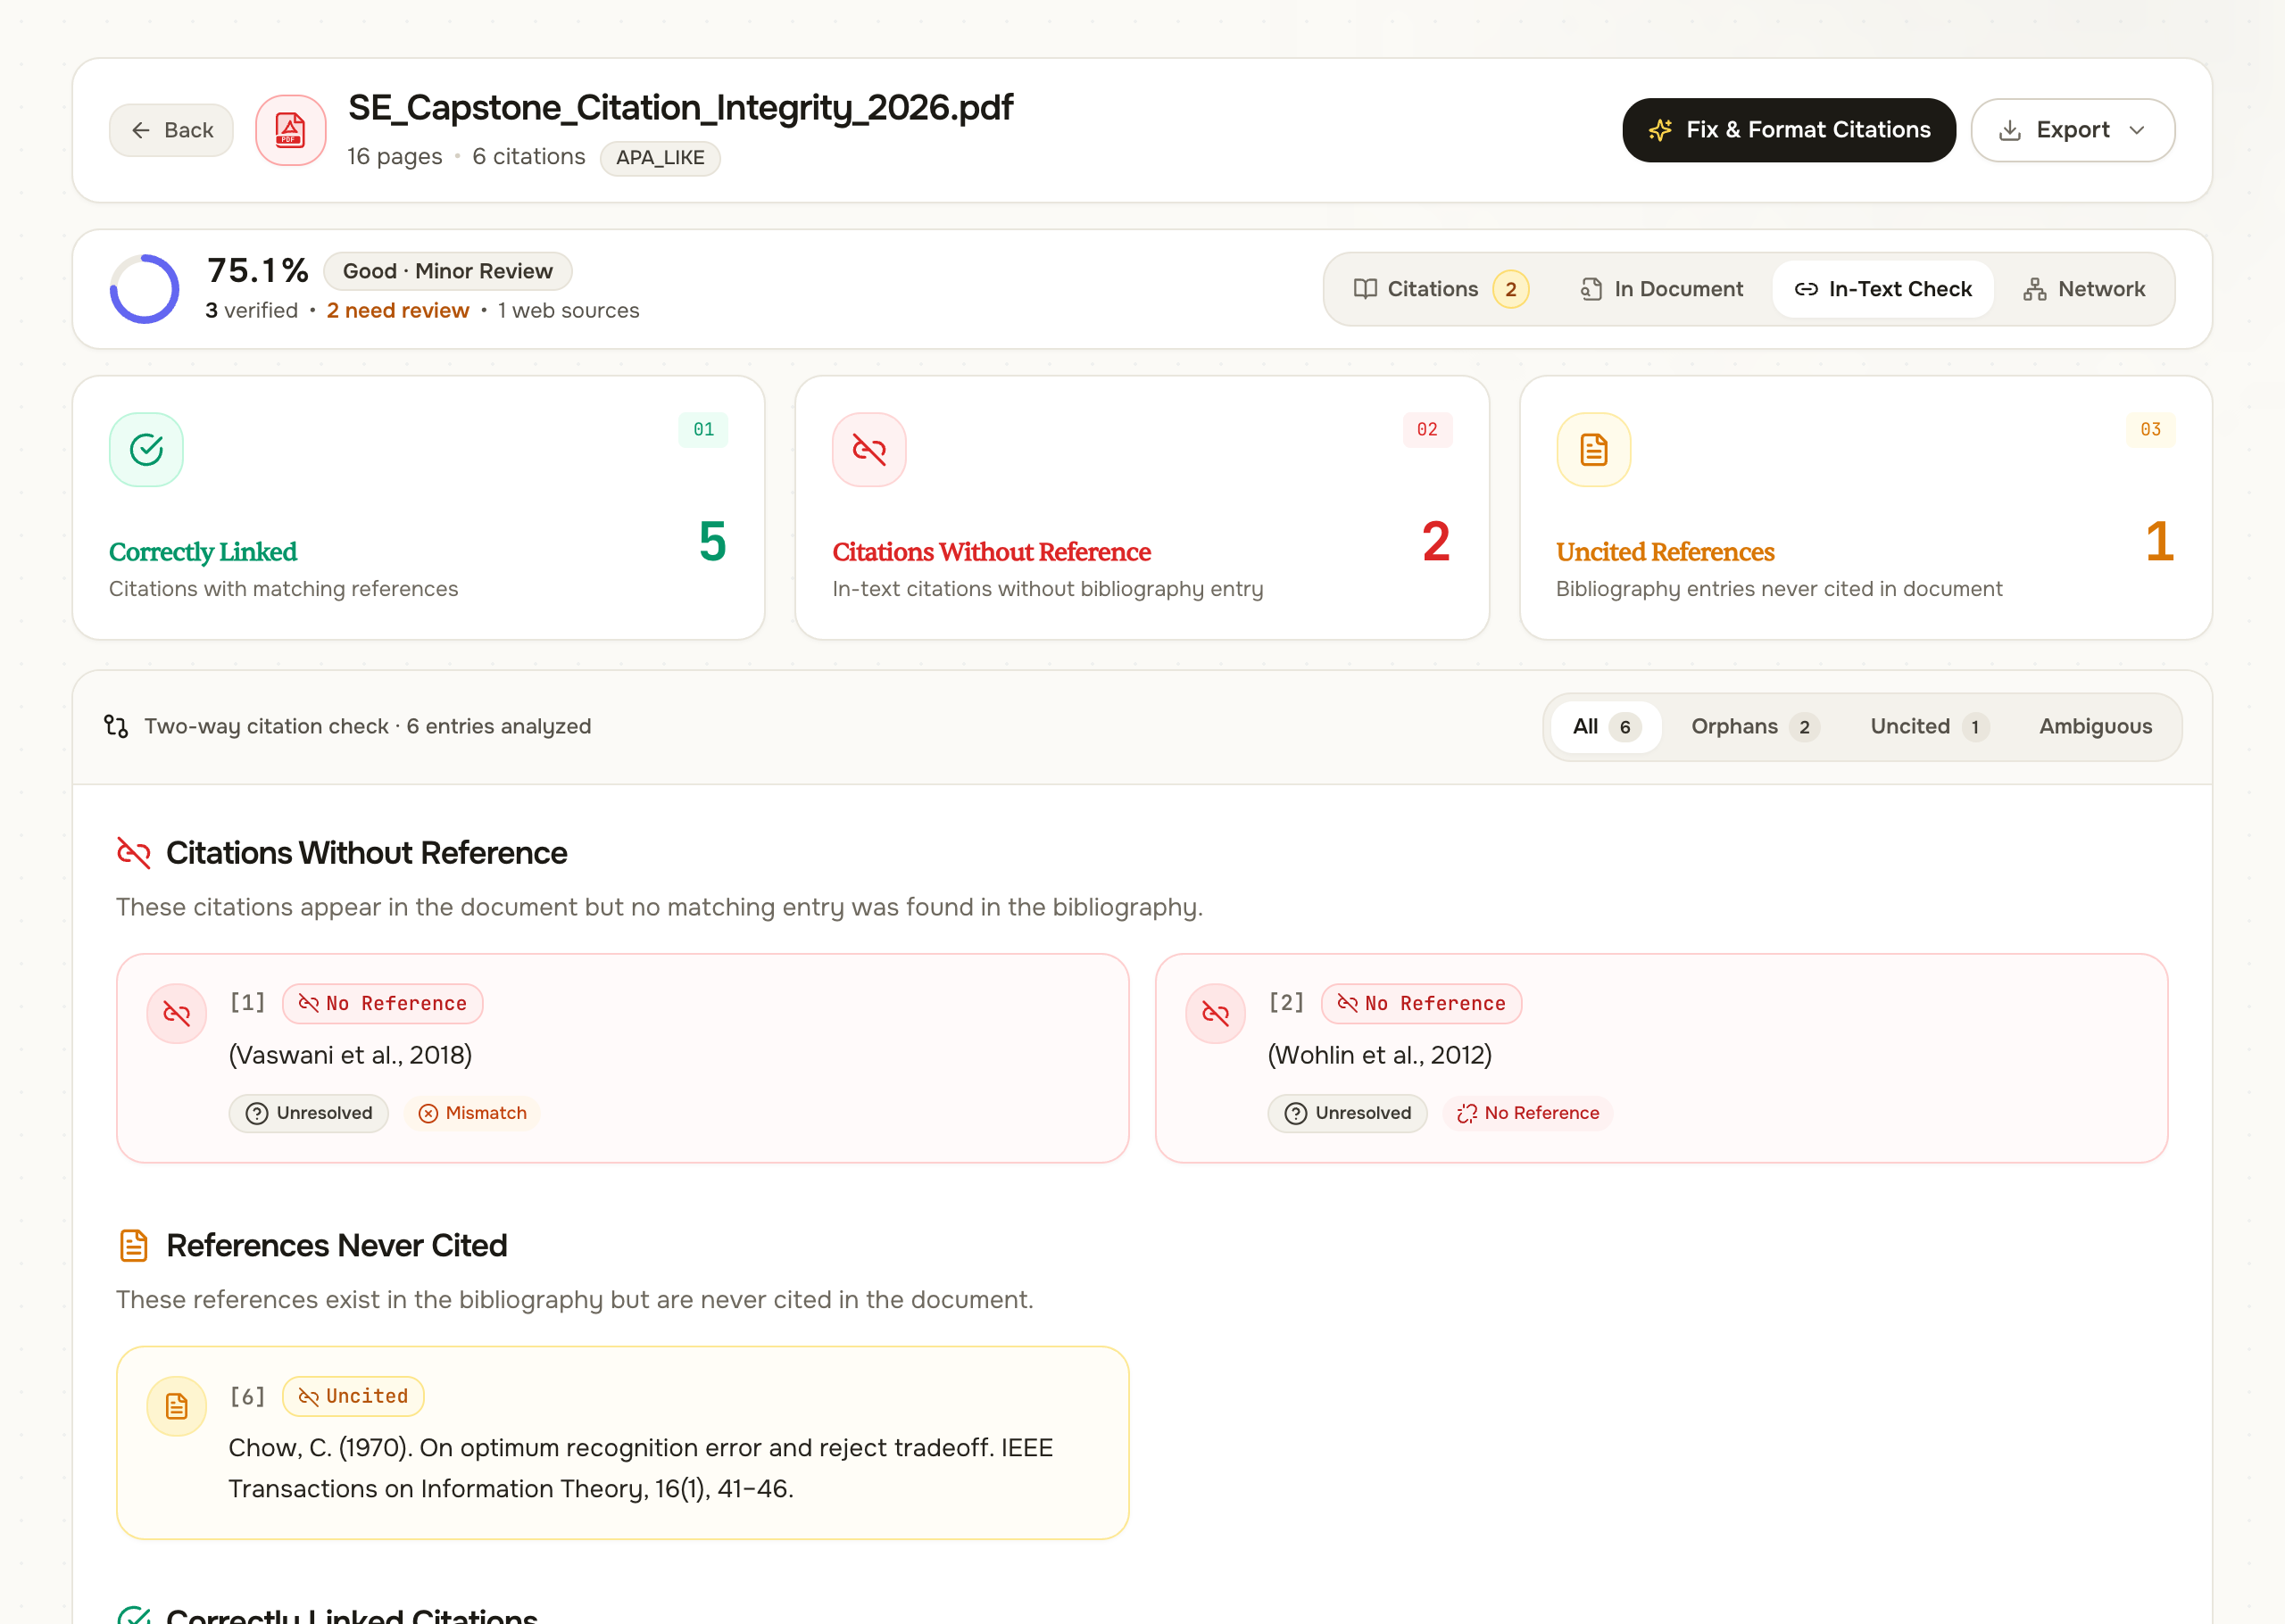 Back
PDF
SE_Capstone_Citation_Integrity_2026.pdf
16 pages • 6 citations APA_LIKE
Fix & Format Citations
Export
75.1% Good · Minor Review
3 verified • 2 need review • 1 web sources
Citations 2
In Document
In-Text Check
Network
01
Correctly Linked 5
Citations with matching references
02
Citations Without Reference 2
In-text citations without bibliography entry
03
Uncited References 1
Bibliography entries never cited in document
Two-way citation check · 6 entries analyzed
All 6
Orphans 2
Uncited 1
Ambiguous
Citations Without Reference
These citations appear in the document but no matching entry was found in the bibliography.
[1] No Reference
(Vaswani et al., 2018)
Unresolved Mismatch
[2] No Reference
(Wohlin et al., 2012)
Unresolved No Reference
References Never Cited
These references exist in the bibliography but are never cited in the document.
[6] Uncited
Chow, C. (1970). On optimum recognition error and reject tradeoff. IEEE
Transactions on Information Theory, 16(1), 41–46.
Correctly Linked Citations